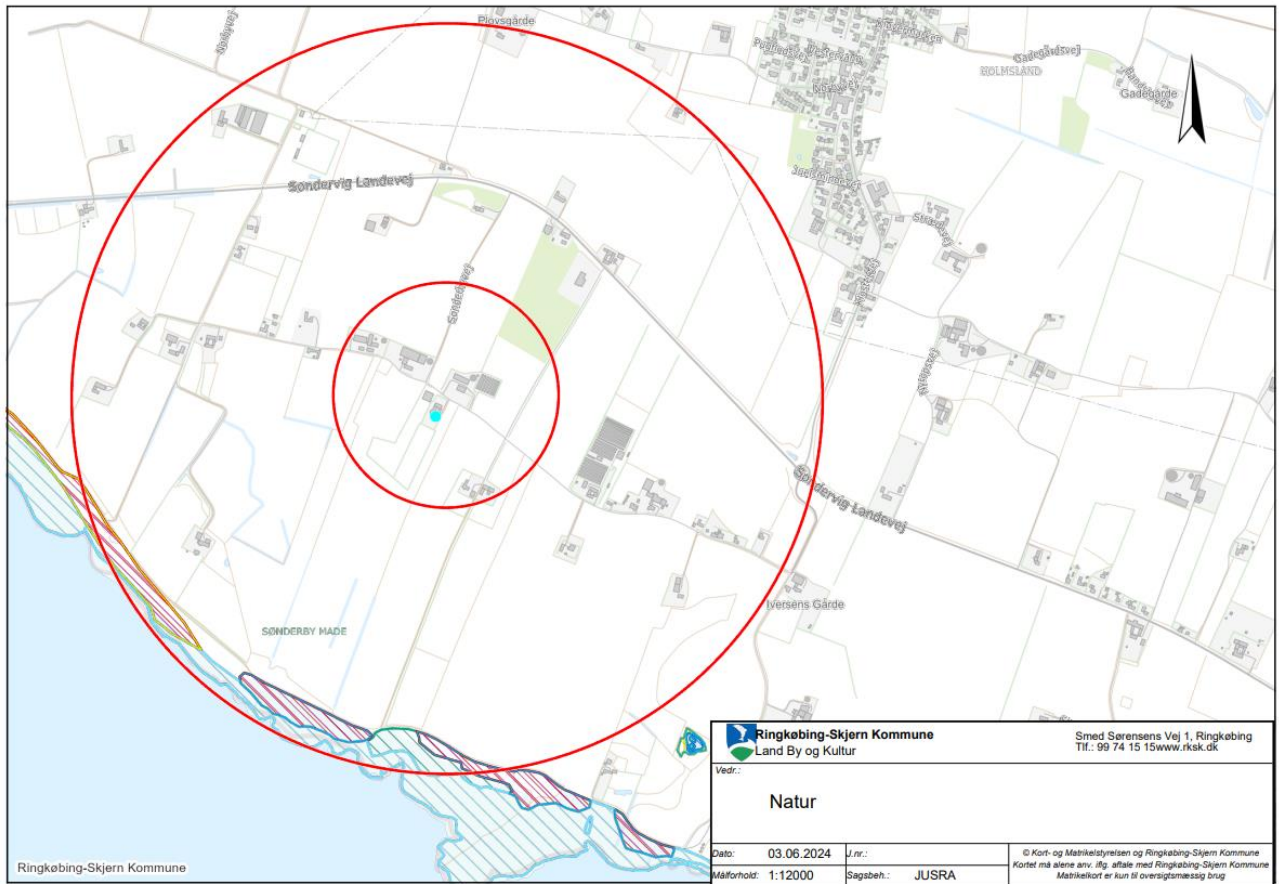 Plovsgårde
Gadegårdsvej
HOLMSLAND
Gadegårde
Søndervig Landevej
Søndervig Landevej
Iversens Gårde
SØNDERBY MADE
Ringkøbing-Skjern Kommune
Ringkøbing-Skjern Kommune
Land By og Kultur
Smed Sørensens Vej 1, Ringkøbing
Tlf.: 99 74 15 15www.rksk.dk
Vedr.:
Natur
Dato: 03.06.2024
J.nr.:
Målforhold: 1:12000
Sagsbeh.: JUSRA
© Kort- og Matrikelstyrelsen og Ringkøbing-Skjern Kommune
Kortet må alene anv. iflg. aftale med Ringkøbing-Skjern Kommune
Matrikelkort er kun til oversigtsmæssig brug